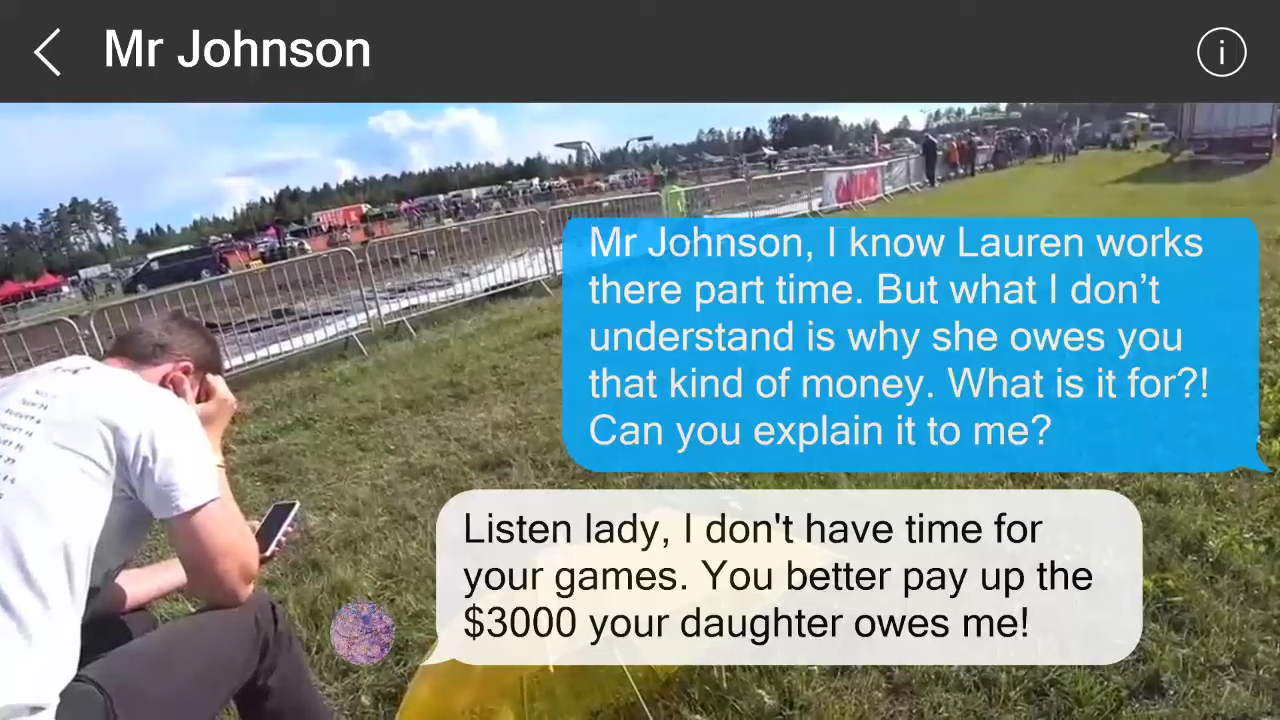 Mr Johnson
i
Mr Johnson, I know Lauren works
there part time. But what I don’t
understand is why she owes you
that kind of money. What is it for?!
Can you explain it to me?
Listen lady, I don't have time for
your games. You better pay up the
$3000 your daughter owes me!